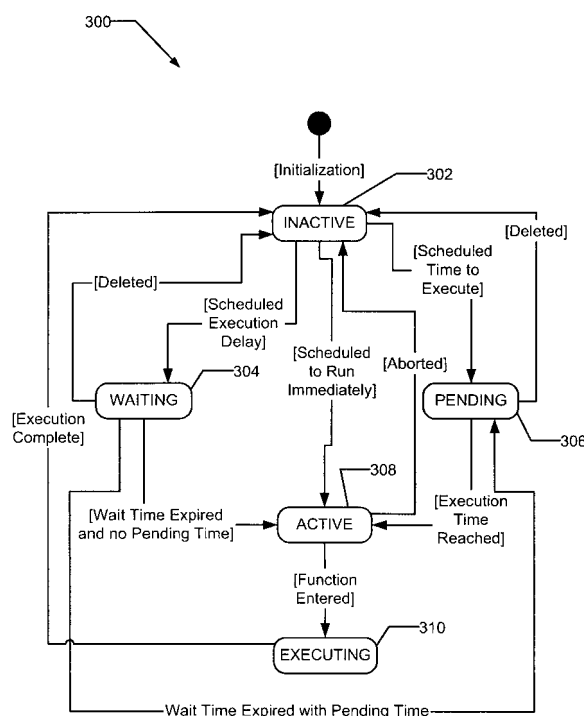 300
[Initialization]
302
INACTIVE
[Deleted]
[Scheduled
Time to
Execute]
[Deleted]
[Scheduled
Execution
Delay]
[Scheduled
to Run
Immediately]
[Aborted]
304
WAITING
PENDING
306
[Execution
Complete]
308
[Wait Time Expired
and no Pending Time]
ACTIVE
[Execution
Time
Reached]
[Function
Entered]
310
EXECUTING
Wait Time Expired with Pending Time